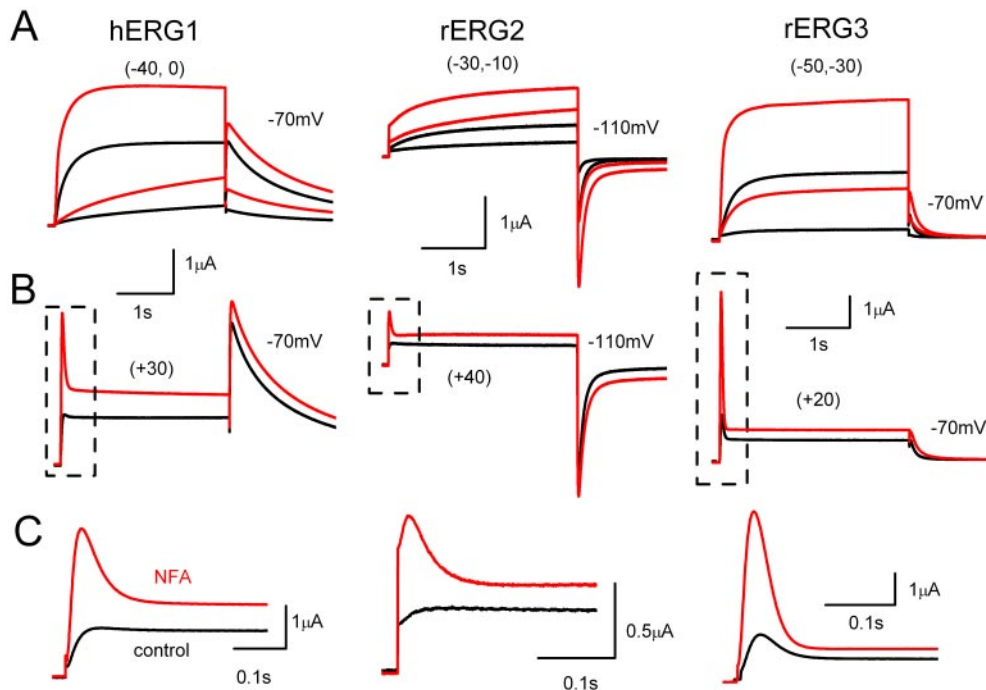 A
hERG1
rERG2
rERG3
(-40, 0)
(-30,-10)
(-50,-30)
-70mV
-110mV
-70mV
1μA
1s
1μA
1s
B
1μA
1s
-70mV
-110mV
(+30)
(+40)
(+20)
-70mV
C
NFA
control
1μA
0.1s
0.5μA
0.1s
1μA
0.1s